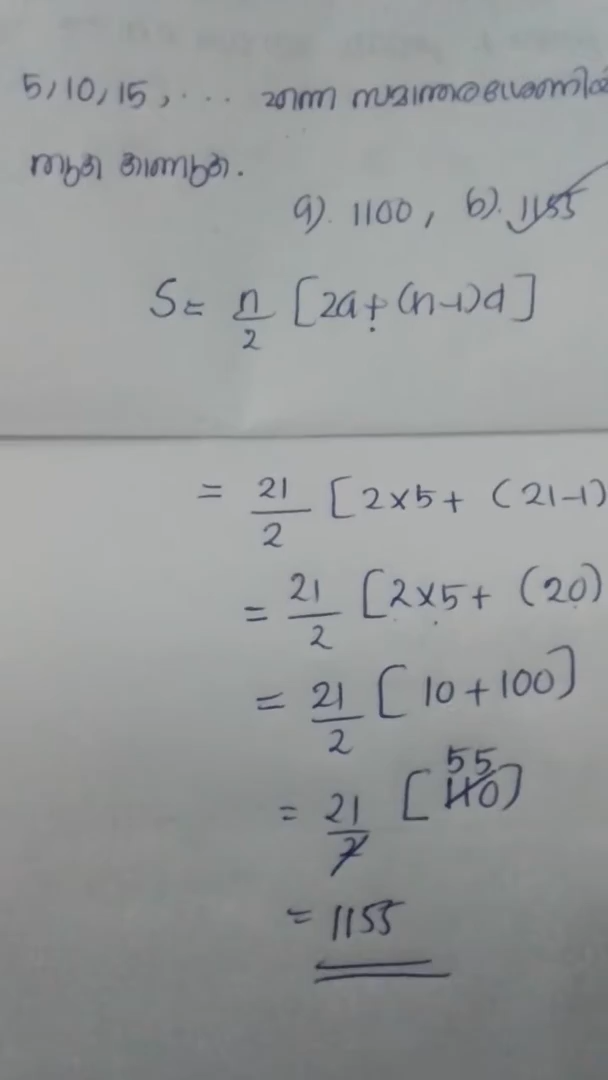 5, 10, 15, ... എന്ന സമാന്തരശ്രേണിയിൽ
തുക കാണുക.
a). 1100, b). 1155
S = n/2 [2a + (n-1)d]
= 21/2 [2×5 + (21-1)
= 21/2 [2×5 + (20)
= 21/2 [10 + 100]
= 21/2 [110] 55
= 1155